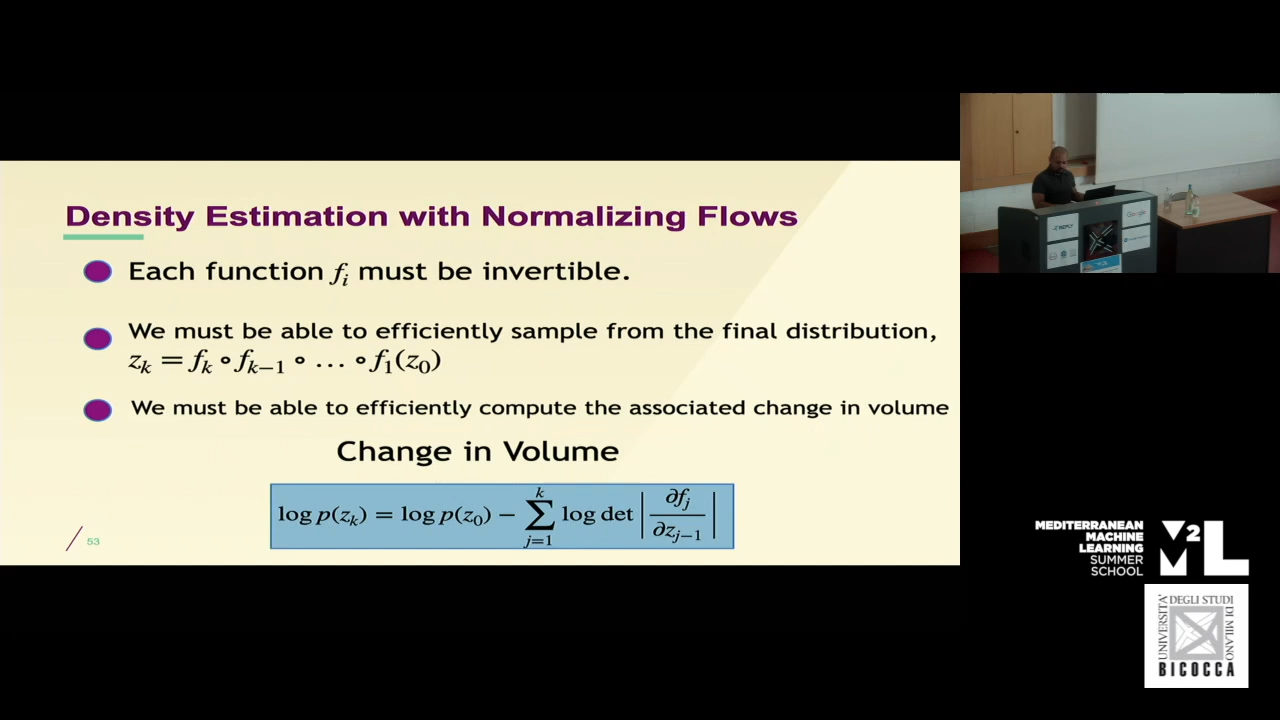 Density Estimation with Normalizing Flows
Each function f_i must be invertible.
We must be able to efficiently sample from the final distribution,
z_k = f_k ∘ f_{k−1} ∘ … ∘ f_1(z_0)
We must be able to efficiently compute the associated change in volume
Change in Volume
log p(z_k) = log p(z_0) − ∑_{j=1}^{k} log det | ∂f_j / ∂z_{j−1} |
53
REPLY
Google
MEDITERRANEAN
MACHINE
LEARNING
SUMMER
SCHOOL
M2L
UNIVERSITÀ
DEGLI STUDI
DI MILANO
BICOCCA